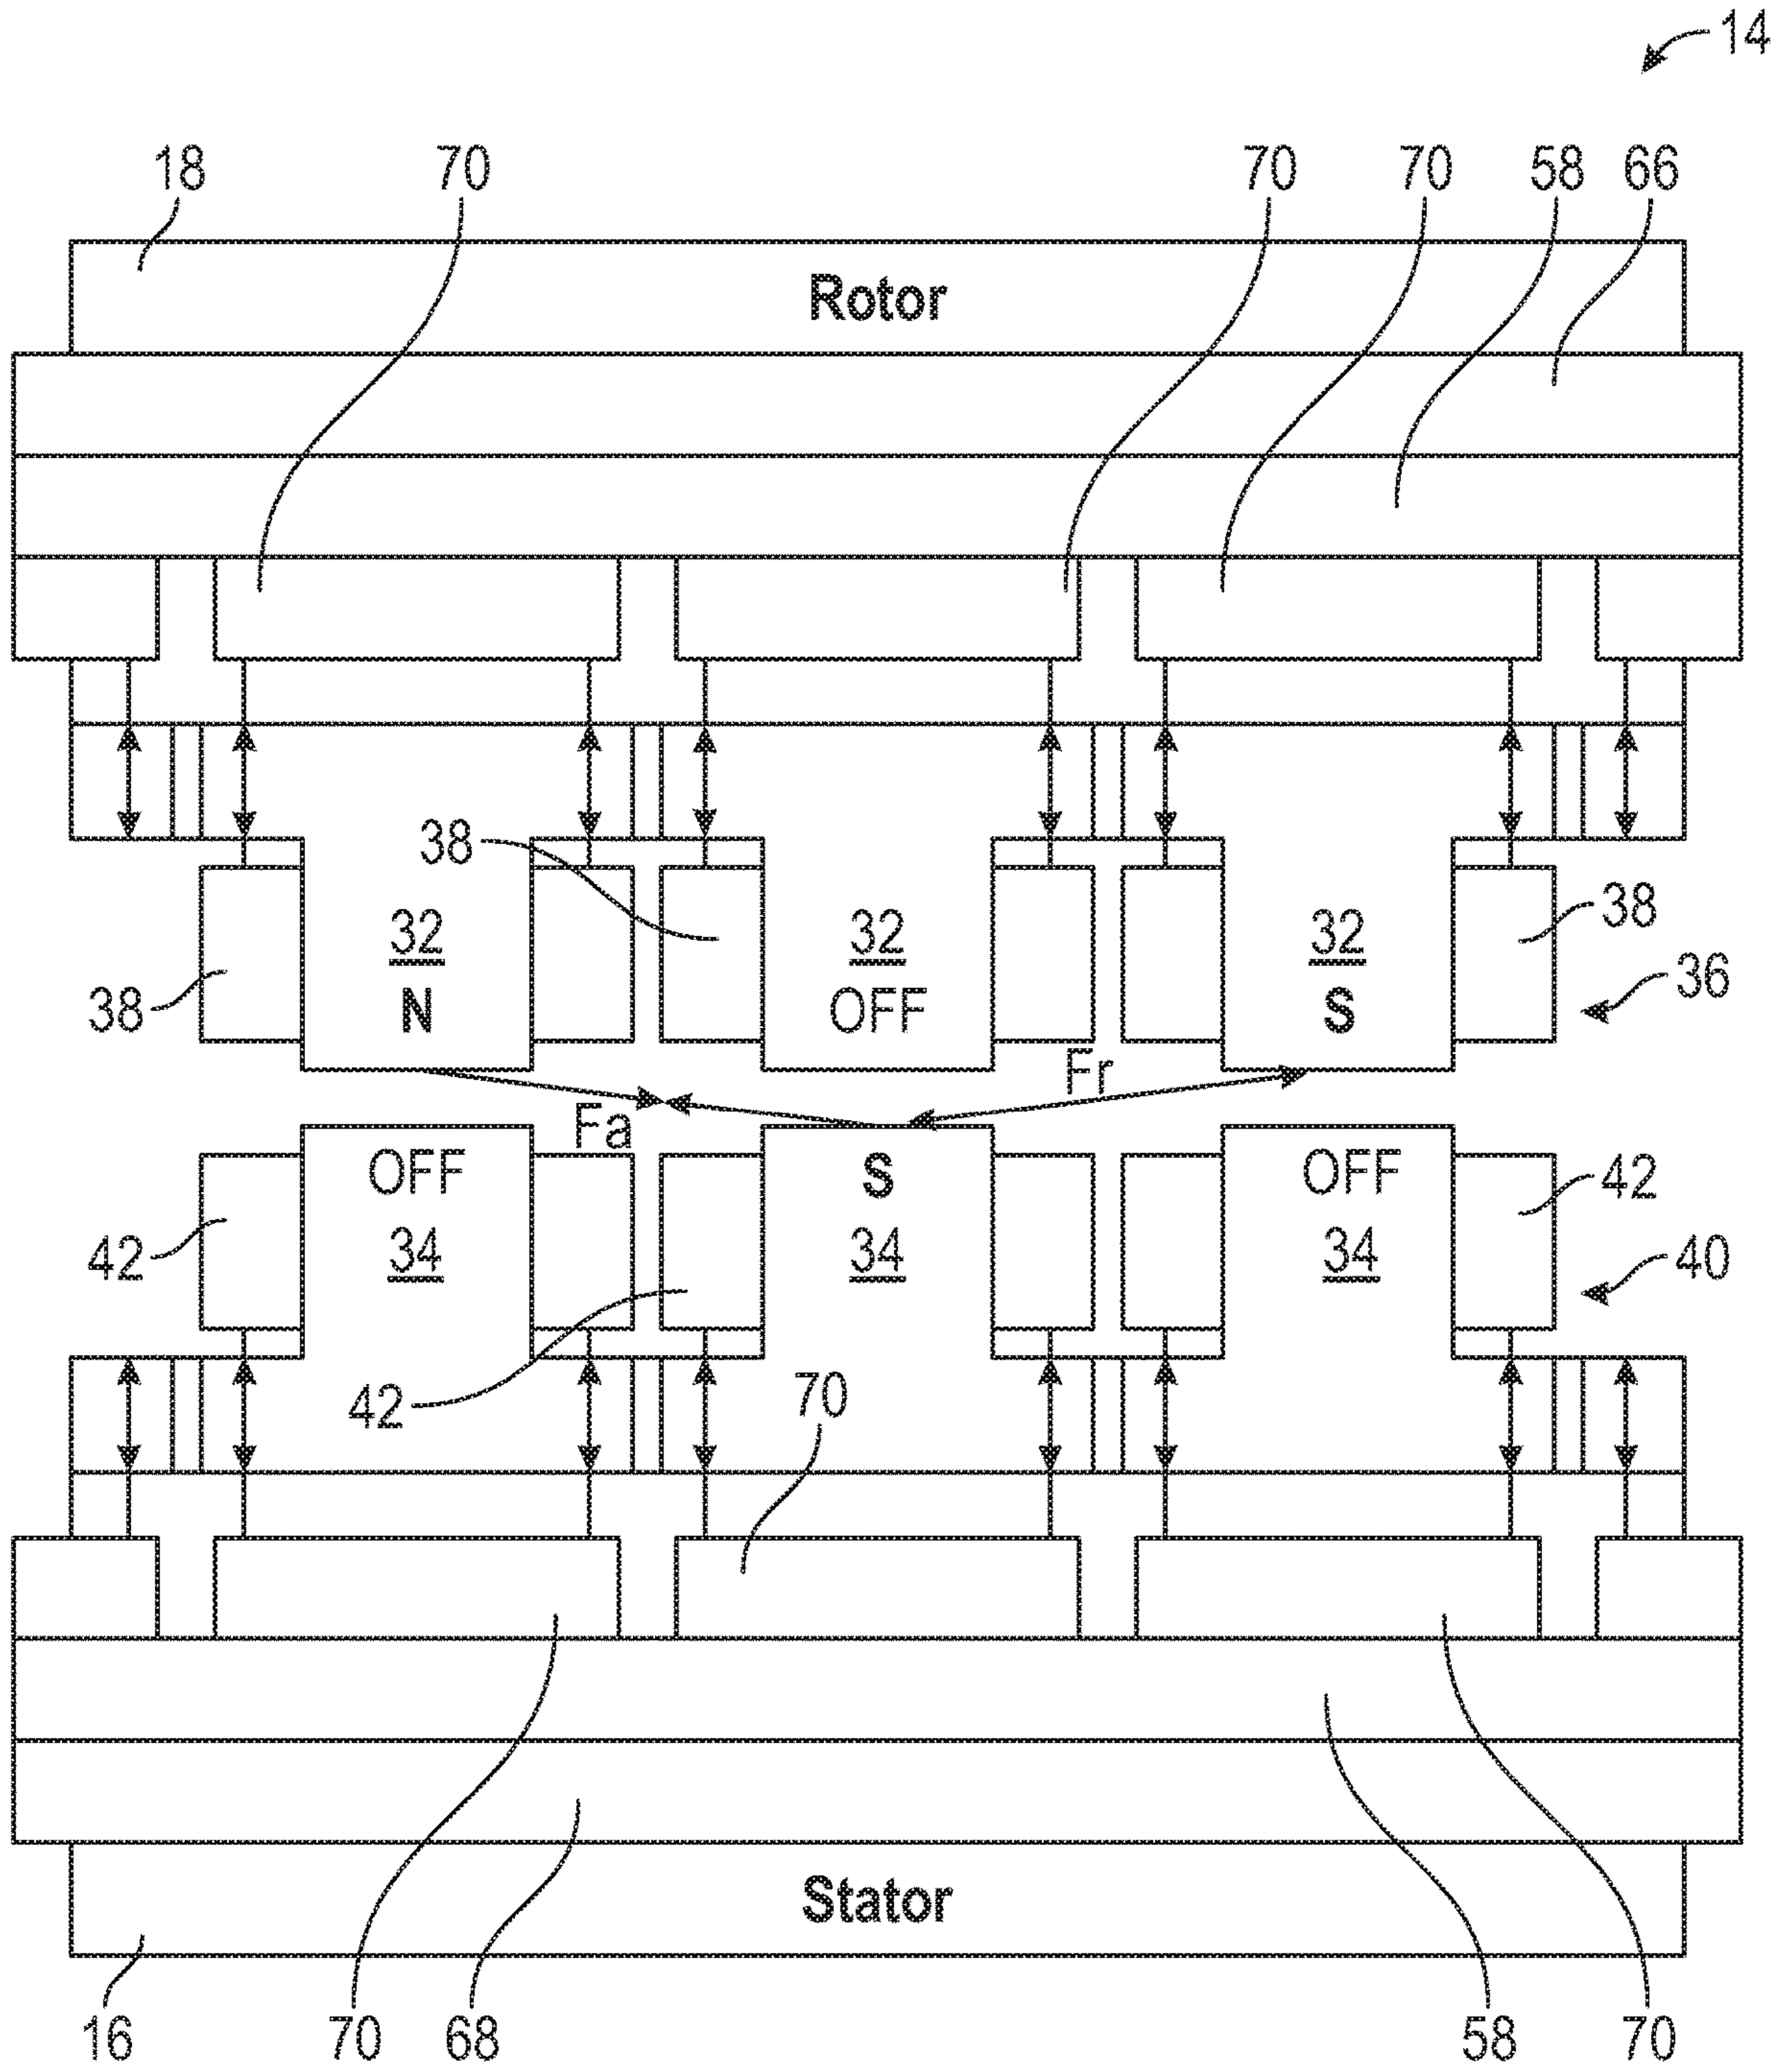 14
18 70 70 70 58 66
Rotor
38
32 32 32 38
38 N OFF S 36
Fr
Fa
OFF S OFF 42
42 34 34 34 40
42 70
Stator
16 70 68 58 70